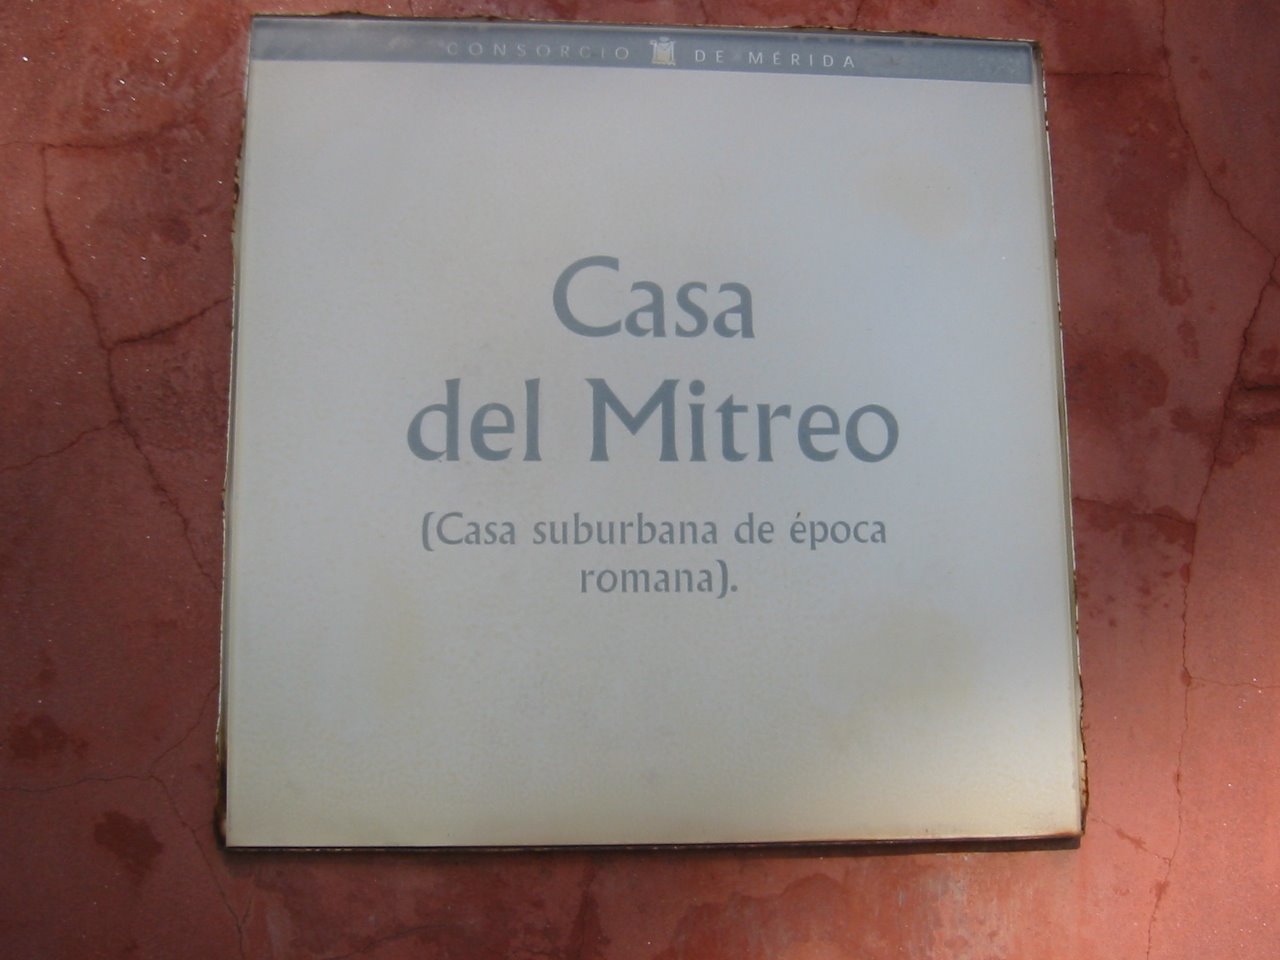 CONSORCIO DE MÉRIDA
Casa
del Mitreo
(Casa suburbana de época
romana).